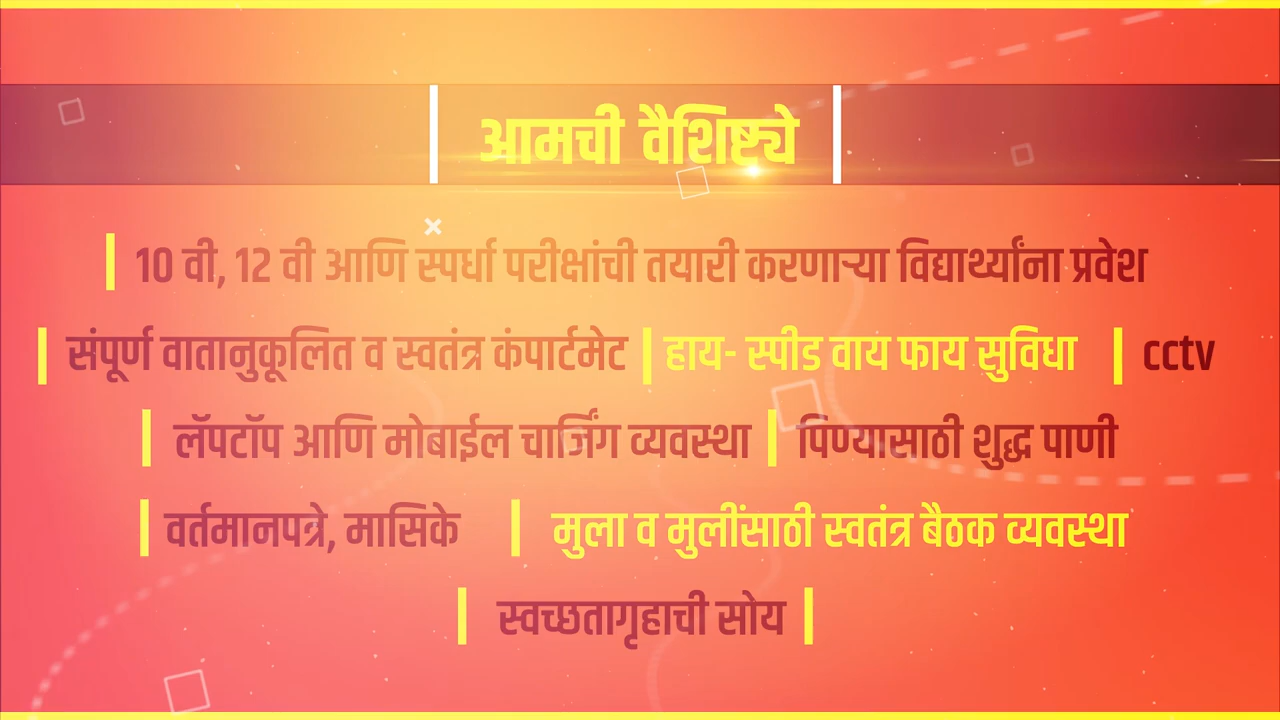 आमची वैशिष्ट्ये
10 वी, 12 वी आणि स्पर्धा परीक्षांची तयारी करणाऱ्या विद्यार्थ्यांना प्रवेश
संपूर्ण वातानुकूलित व स्वतंत्र कंपार्टमेट | हाय- स्पीड वाय फाय सुविधा | cctv
लॅपटॉप आणि मोबाईल चार्जिंग व्यवस्था | पिण्यासाठी शुद्ध पाणी
वर्तमानपत्रे, मासिके | मुला व मुलींसाठी स्वतंत्र बैठक व्यवस्था
स्वच्छतागृहाची सोय